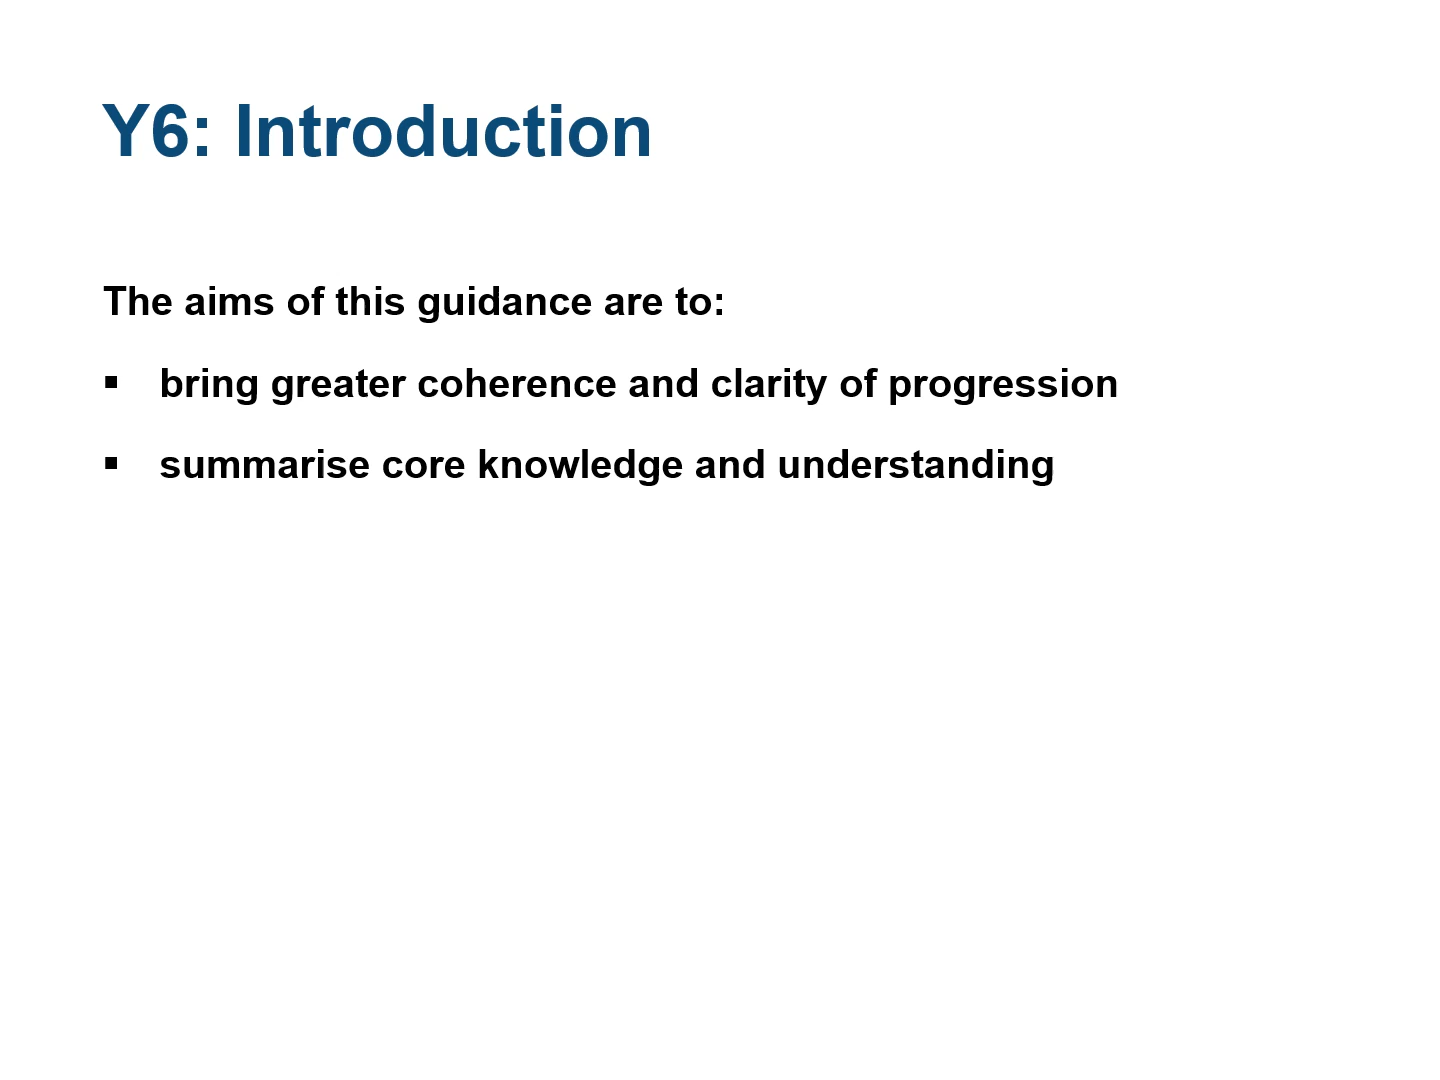 Y6: Introduction
The aims of this guidance are to:
▪ bring greater coherence and clarity of progression
▪ summarise core knowledge and understanding